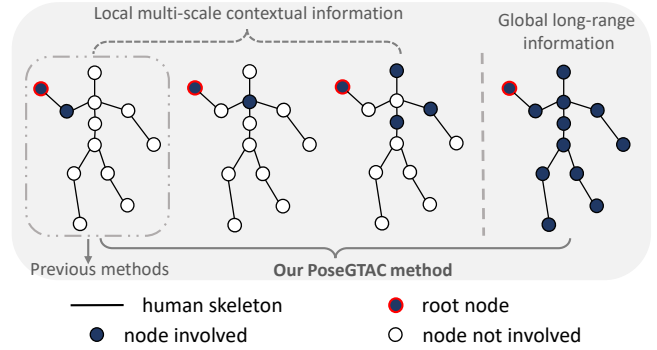 Local multi-scale contextual information
Global long-range
information
Previous methods
Our PoseGTAC method
human skeleton
root node
node involved
node not involved